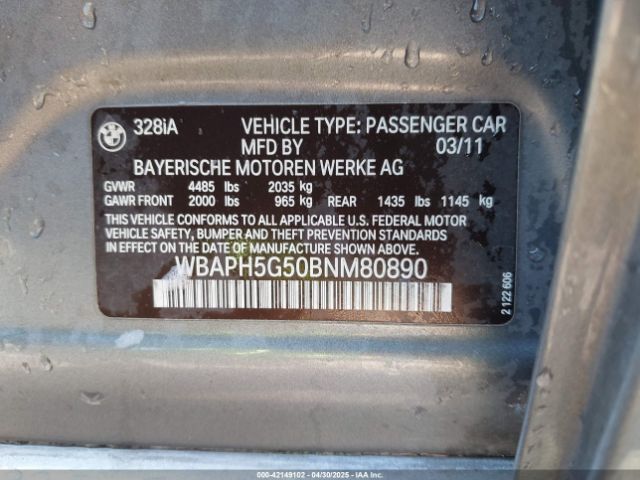 328iA VEHICLE TYPE: PASSENGER CAR
MFD BY 03/11
BAYERISCHE MOTOREN WERKE AG
GVWR 4485 lbs 2035 kg
GAWR FRONT 2000 lbs 965 kg REAR 1435 lbs 1145 kg
THIS VEHICLE CONFORMS TO ALL APPLICABLE U.S. FEDERAL MOTOR
VEHICLE SAFETY, BUMPER AND THEFT PREVENTION STANDARDS
IN EFFECT ON THE DATE OF MANUFACTURE SHOWN ABOVE.
WBAPH5G50BNM80890
2 122 606
000-42149102 - 04/30/2025 - IAAI.COM